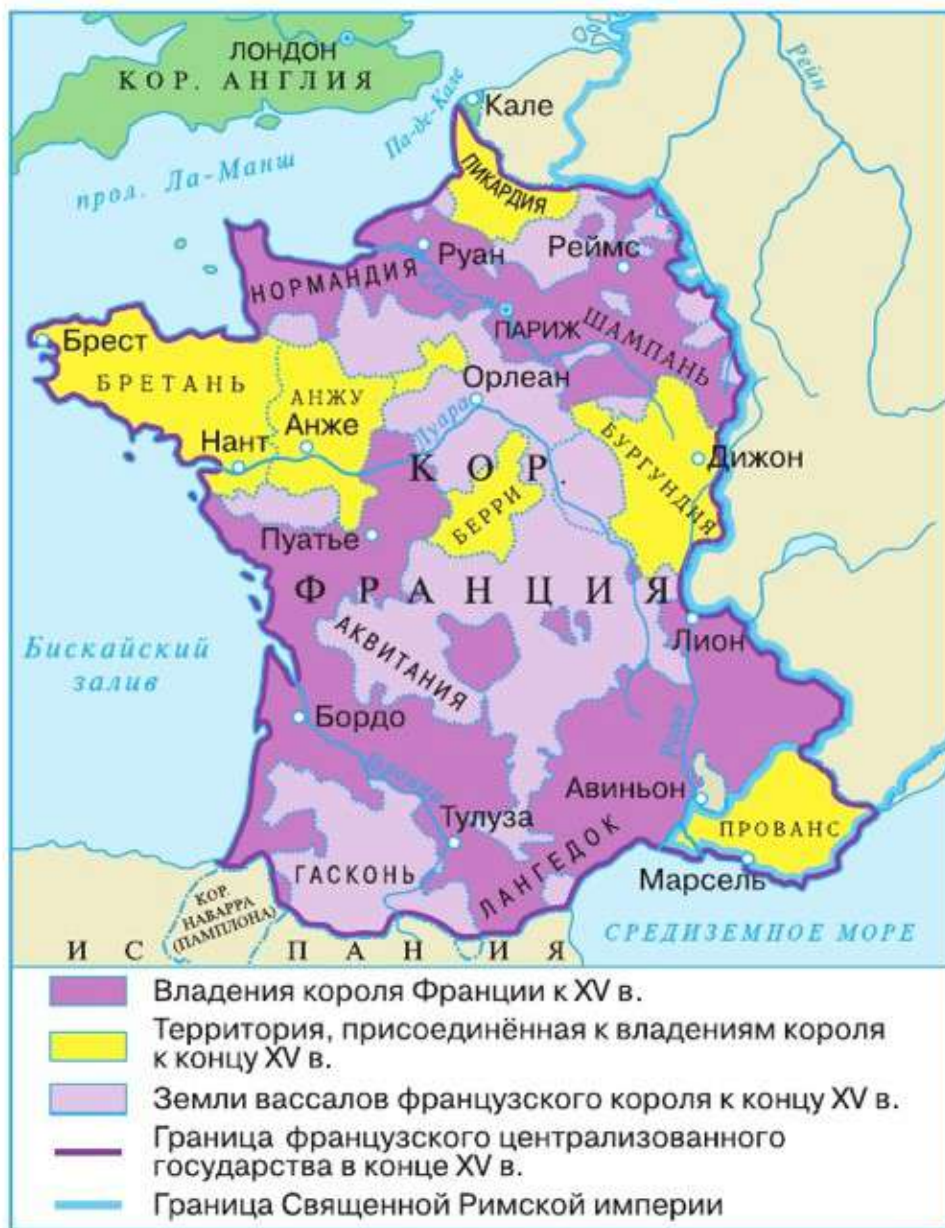 ЛОНДОН
КОР. АНГЛИЯ
Рейн
Па-де-Кале
Кале
прол. Ла-Манш
ПИКАРДИЯ
Руан
Реймс
НОРМАНДИЯ
Сена
ПАРИЖ
ШАМПАНЬ
Брест
БРЕТАНЬ
АНЖУ
Орлеан
Анже
Луара
Нант
БУРГУНДИЯ
Дижон
КОР.
БЕРРИ
Пуатье
ФРАНЦИЯ
Бискайский
залив
АКВИТАНИЯ
Лион
Бордо
Рона
Гаронна
Авиньон
Тулуза
ПРОВАНС
ГАСКОНЬ
ЛАНГЕДОК
Марсель
КОР.
НАВАРРА
(ПАМПЛОНА)
СРЕДИЗЕМНОЕ МОРЕ
ИСПАНИЯ
Владения короля Франции к XV в.
Территория, присоединённая к владениям короля
к концу XV в.
Земли вассалов французского короля к концу XV в.
Граница французского централизованного
государства в конце XV в.
Граница Священной Римской империи